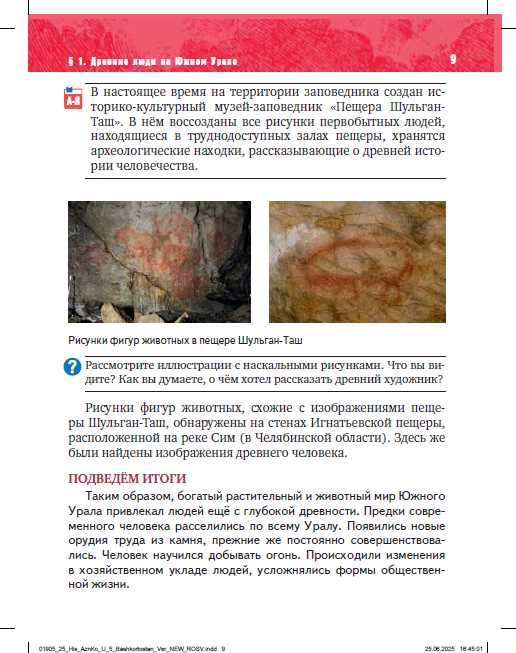 § 1. Древние люди на Южном Урале
9
А-Я
В настоящее время на территории заповедника создан ис-
торико-культурный музей-заповедник «Пещера Шульган-
Таш». В нём воссозданы все рисунки первобытных людей,
находящиеся в труднодоступных залах пещеры, хранятся
археологические находки, рассказывающие о древней исто-
рии человечества.
Рисунки фигур животных в пещере Шульган-Таш
?
Рассмотрите иллюстрации с наскальными рисунками. Что вы ви-
дите? Как вы думаете, о чём хотел рассказать древний художник?
Рисунки фигур животных, схожие с изображениями пеще-
ры Шульган-Таш, обнаружены на стенах Игнатьевской пещеры,
расположенной на реке Сим (в Челябинской области). Здесь же
были найдены изображения древнего человека.
ПОДВЕДЁМ ИТОГИ
Таким образом, богатый растительный и животный мир Южного
Урала привлекал людей ещё с глубокой древности. Предки совре-
менного человека расселились по всему Уралу. Появились новые
орудия труда из камня, прежние же постоянно совершенствова-
лись. Человек научился добывать огонь. Происходили изменения
в хозяйственном укладе людей, усложнялись формы обществен-
ной жизни.
01905_25_His_AznKo_U_5_Bashkortostan_Ver_NEW_ROSV.indd 9
25.06.2025 16:45:01